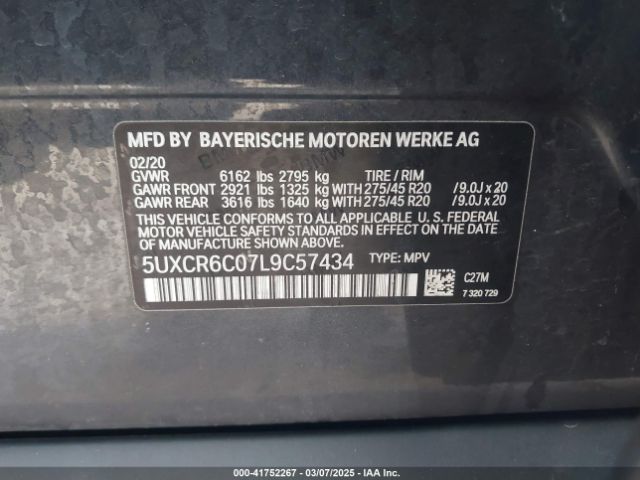 MFD BY BAYERISCHE MOTOREN WERKE AG
02/20
GVWR 6162 lbs 2795 kg TIRE / RIM
GAWR FRONT 2921 lbs 1325 kg WITH 275/45 R20 /9.0J x 20
GAWR REAR 3616 lbs 1640 kg WITH 275/45 R20 /9.0J x 20
THIS VEHICLE CONFORMS TO ALL APPLICABLE U. S. FEDERAL
MOTOR VEHICLE SAFETY STANDARDS IN EFFECT ON THE
DATE OF MANUFACTURE SHOWN ABOVE.
5UXCR6C07L9C57434 TYPE: MPV
C27M
7 320 729
000-41752267 - 03/07/2025 - IAA Inc.